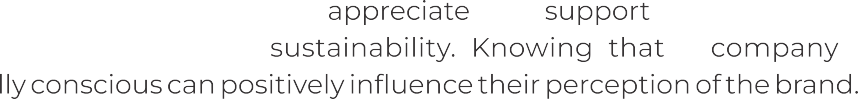 appreciate support
sustainability. Knowing that company
lly conscious can positively influence their perception of the brand.